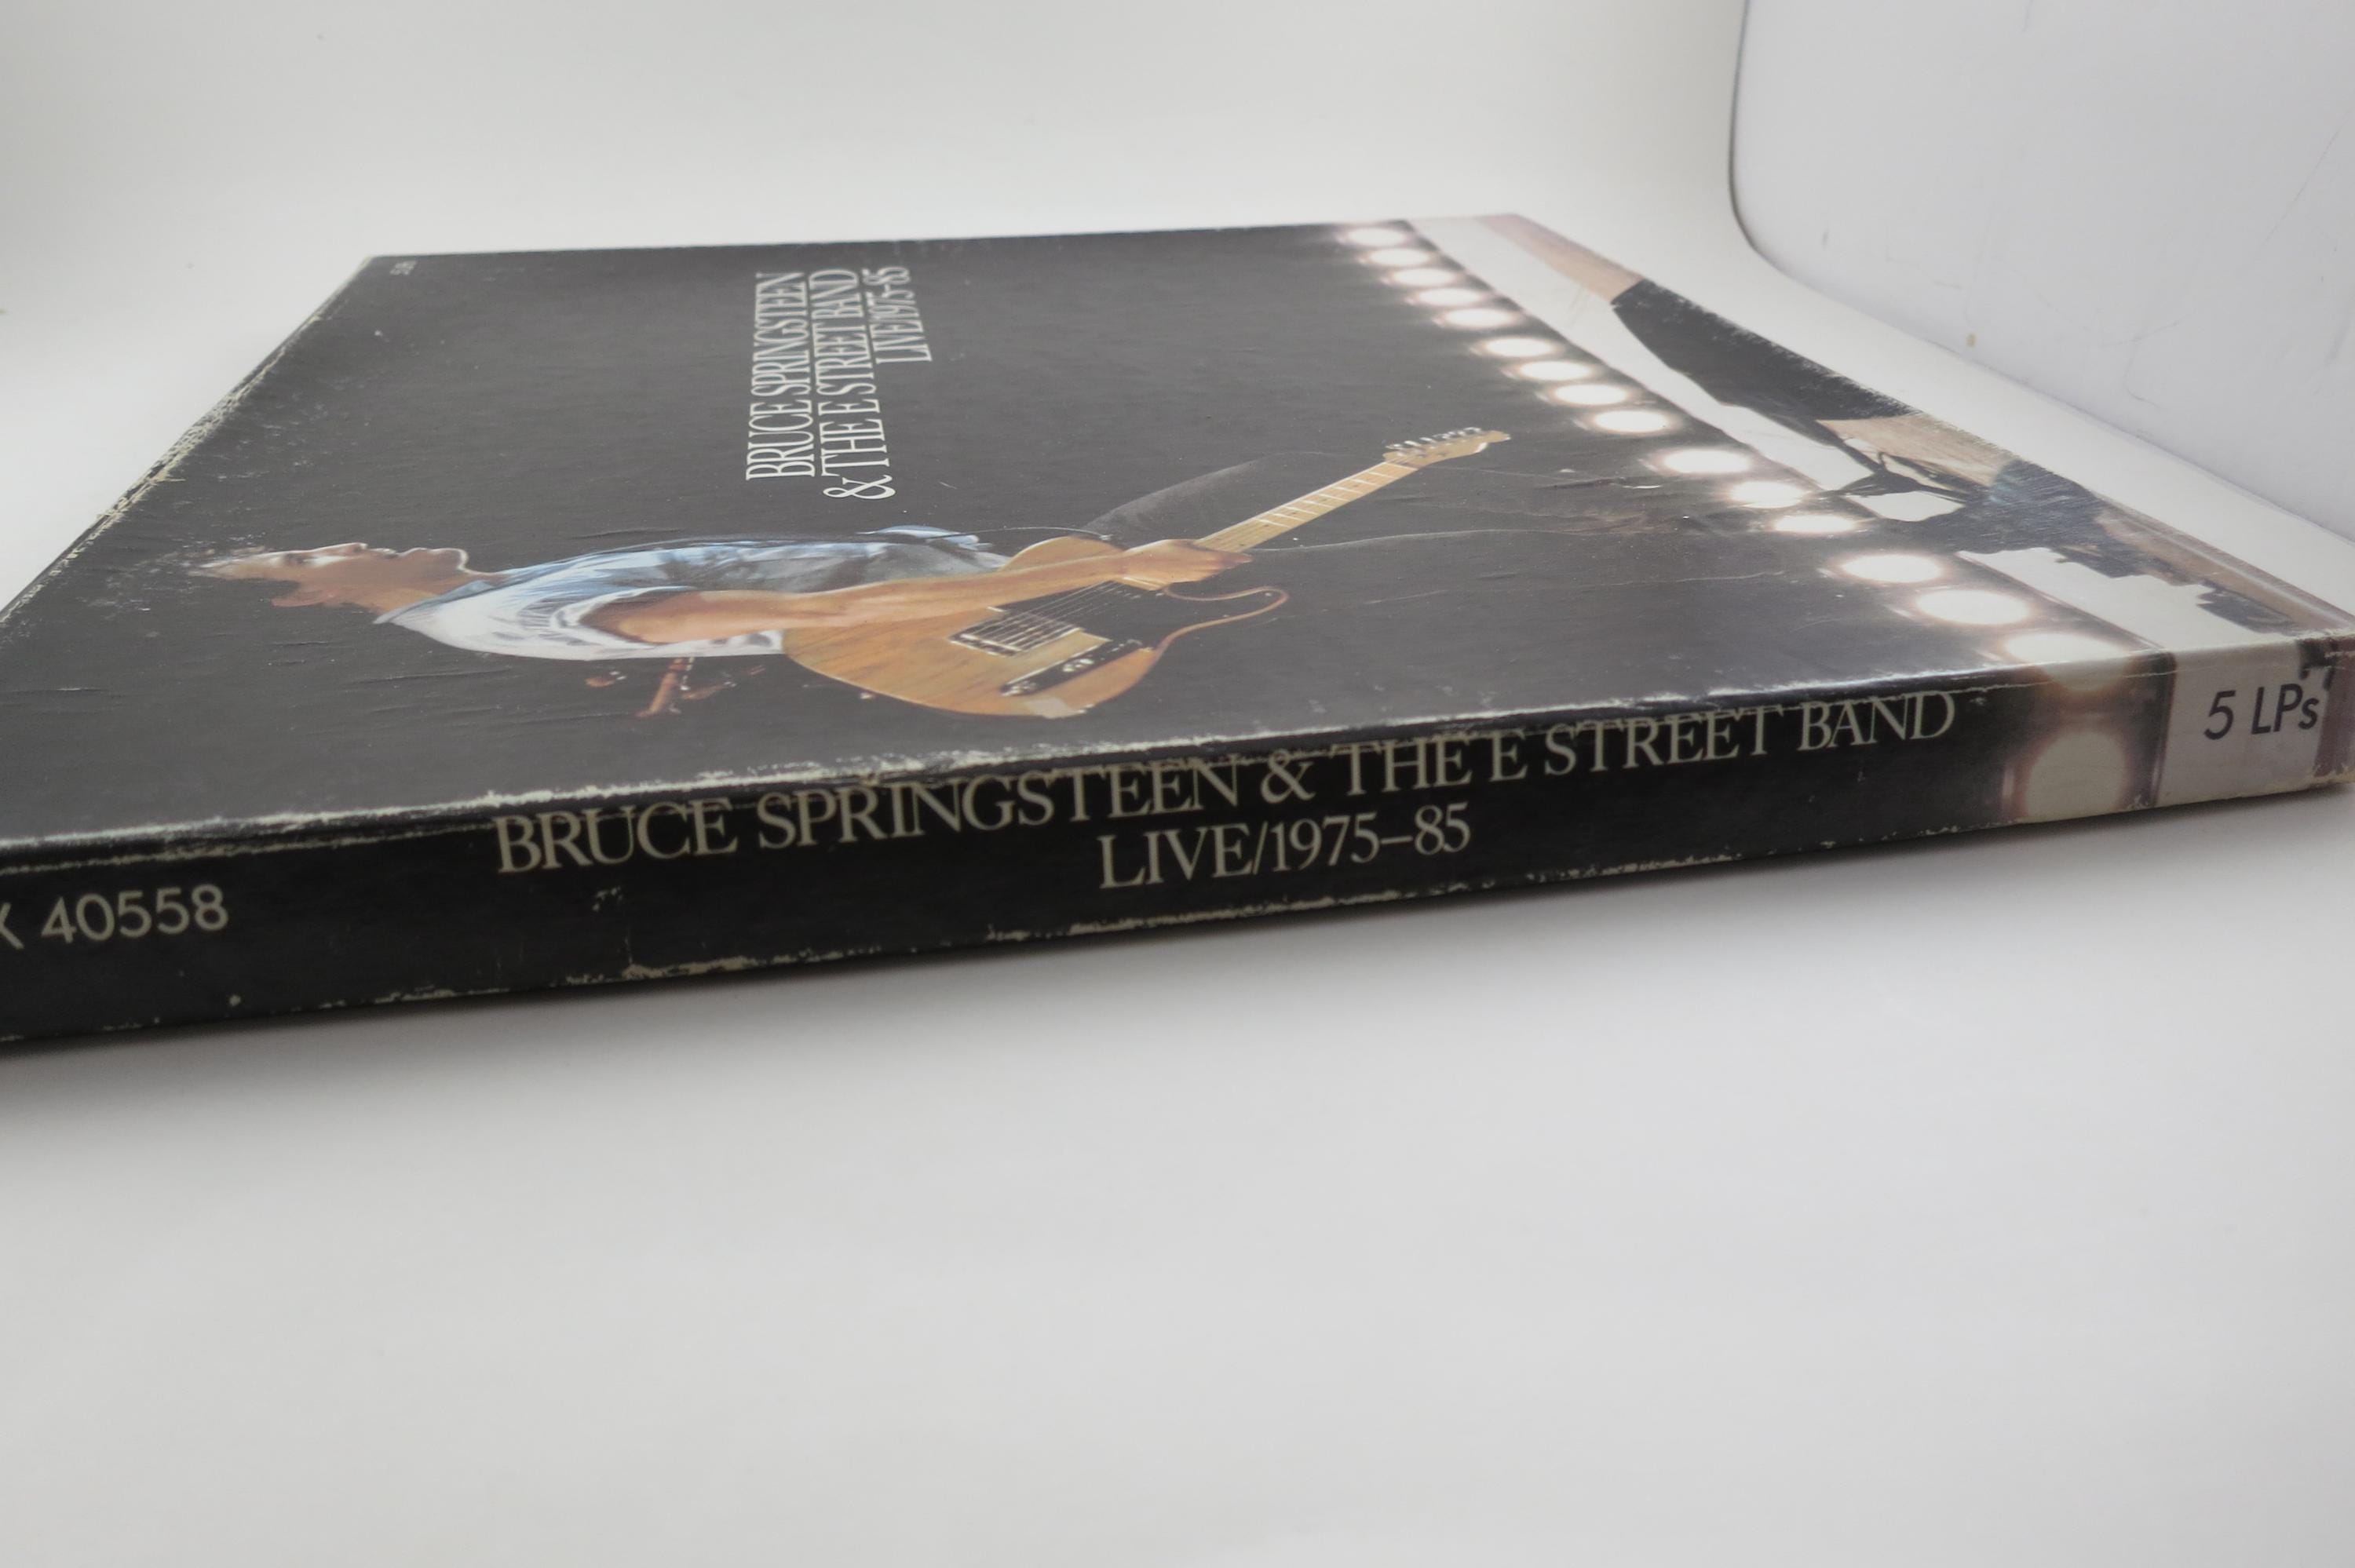 BRUCE SPRINGSTEEN
& THE E STREET BAND
LIVE/1975-85
BRUCE SPRINGSTEEN & THE E STREET BAND
LIVE/1975-85
X 40558
5 LPs